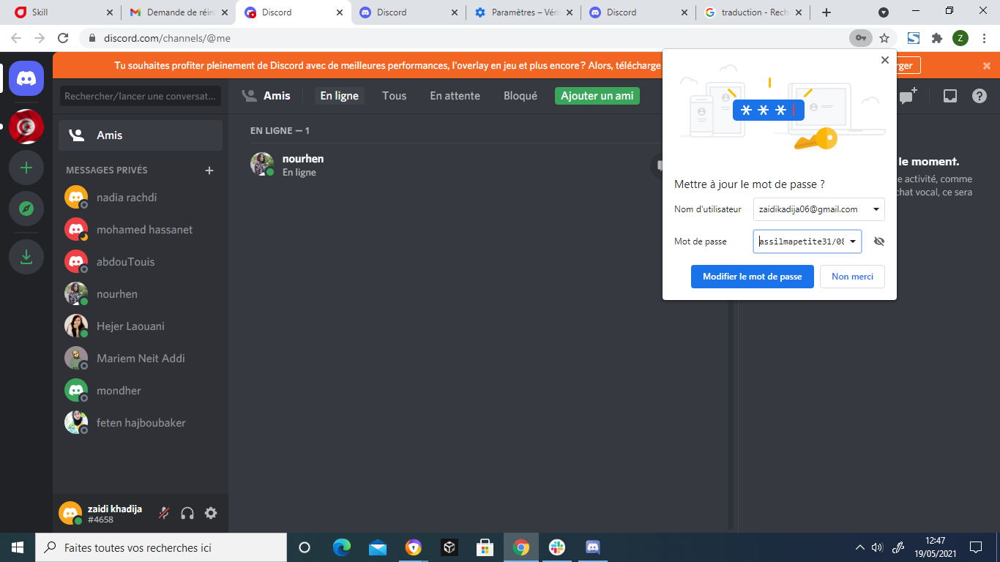 Skill
Demande de réin
Discord
Discord
Paramètres – Véri
Discord
traduction - Rech
discord.com/channels/@me
Z
Tu souhaites profiter pleinement de Discord avec de meilleures performances, l'overlay en jeu et plus encore ? Alors, télécharge
rger
Rechercher/lancer une conversat...
Amis
En ligne
Tous
En attente
Bloqué
Ajouter un ami
Amis
MESSAGES PRIVÉS
nadia rachdi
mohamed hassanet
abdouTouis
nourhen
Hejer Laouani
Mariem Neit Addi
mondher
feten hajboubaker
zaidi khadija
#4658
EN LIGNE — 1
nourhen
En ligne
le moment.
e activité, comme
chat vocal, ce sera
Mettre à jour le mot de passe ?
Nom d'utilisateur
zaidikadija06@gmail.com
Mot de passe
assilmapetite31/08
Modifier le mot de passe
Non merci
Faites toutes vos recherches ici
12:47
19/05/2021